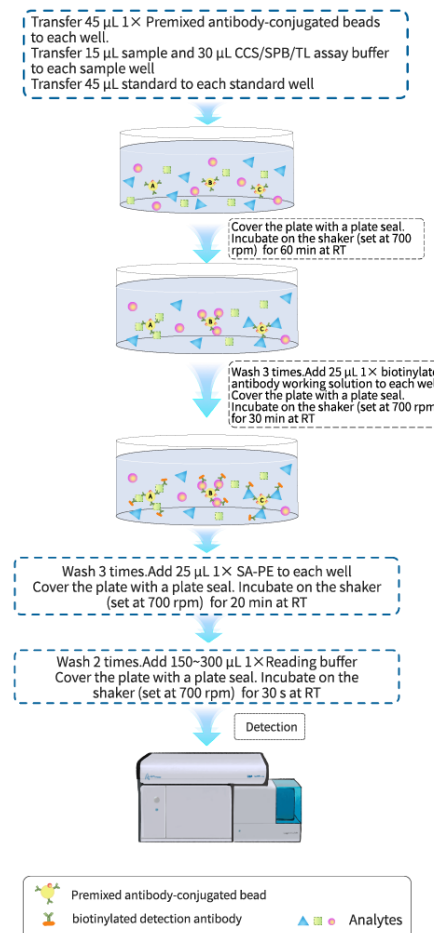 Transfer 45 μL 1× Premixed antibody-conjugated beads
to each well.
Transfer 15 μL sample and 30 μL CCS/SPB/TL assay buffer
to each sample well
Transfer 45 μL standard to each standard well
A
B
C
Cover the plate with a plate seal.
Incubate on the shaker (set at 700
rpm) for 60 min at RT
A
B
C
Wash 3 times.Add 25 μL 1× biotinylate
antibody working solution to each wel
Cover the plate with a plate seal.
Incubate on the shaker (set at 700 rpm
for 30 min at RT
A
B
C
Wash 3 times.Add 25 μL 1× SA-PE to each well
Cover the plate with a plate seal. Incubate on the shaker
(set at 700 rpm) for 20 min at RT
Wash 2 times.Add 150~300 μL 1×Reading buffer
Cover the plate with a plate seal. Incubate on the
shaker (set at 700 rpm) for 30 s at RT
Detection
Premixed antibody-conjugated bead
biotinylated detection antibody
Analytes